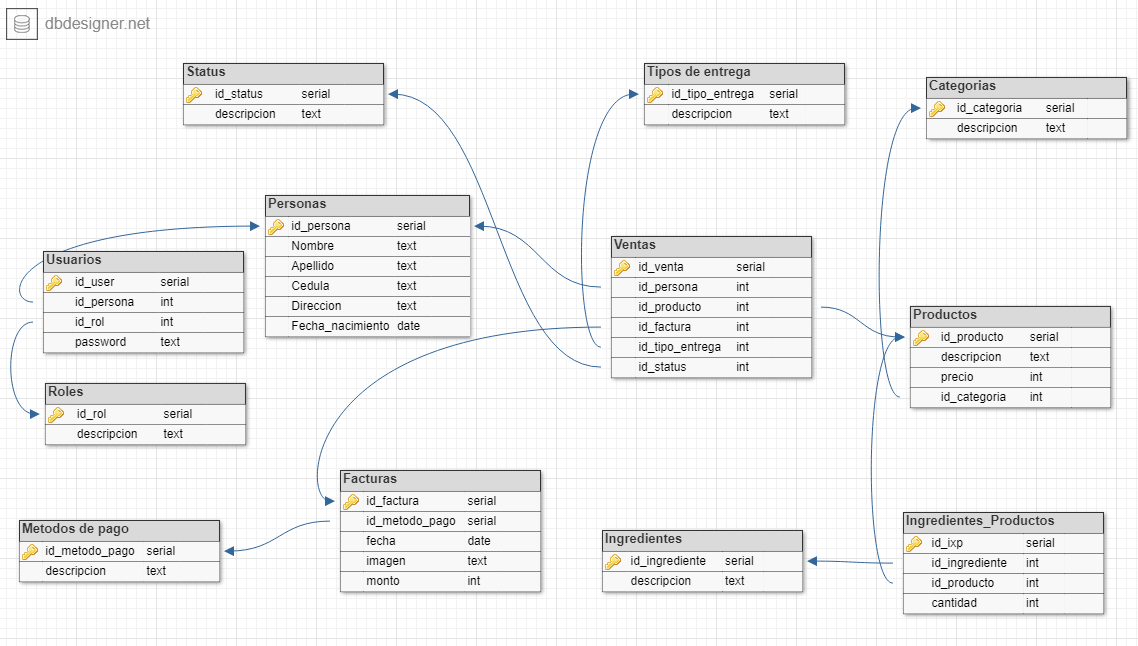 dbdesigner.net
Status
id_status serial
descripcion text
Tipos de entrega
id_tipo_entrega serial
descripcion text
Categorias
id_categoria serial
descripcion text
Personas
id_persona serial
Nombre text
Apellido text
Cedula text
Direccion text
Fecha_nacimiento date
Usuarios
id_user serial
id_persona int
id_rol int
password text
Ventas
id_venta serial
id_persona int
id_producto int
id_factura int
id_tipo_entrega int
id_status int
Productos
id_producto serial
descripcion text
precio int
id_categoria int
Roles
id_rol serial
descripcion text
Facturas
id_factura serial
id_metodo_pago serial
fecha date
imagen text
monto int
Metodos de pago
id_metodo_pago serial
descripcion text
Ingredientes
id_ingrediente serial
descripcion text
Ingredientes_Productos
id_ixp serial
id_ingrediente int
id_producto int
cantidad int